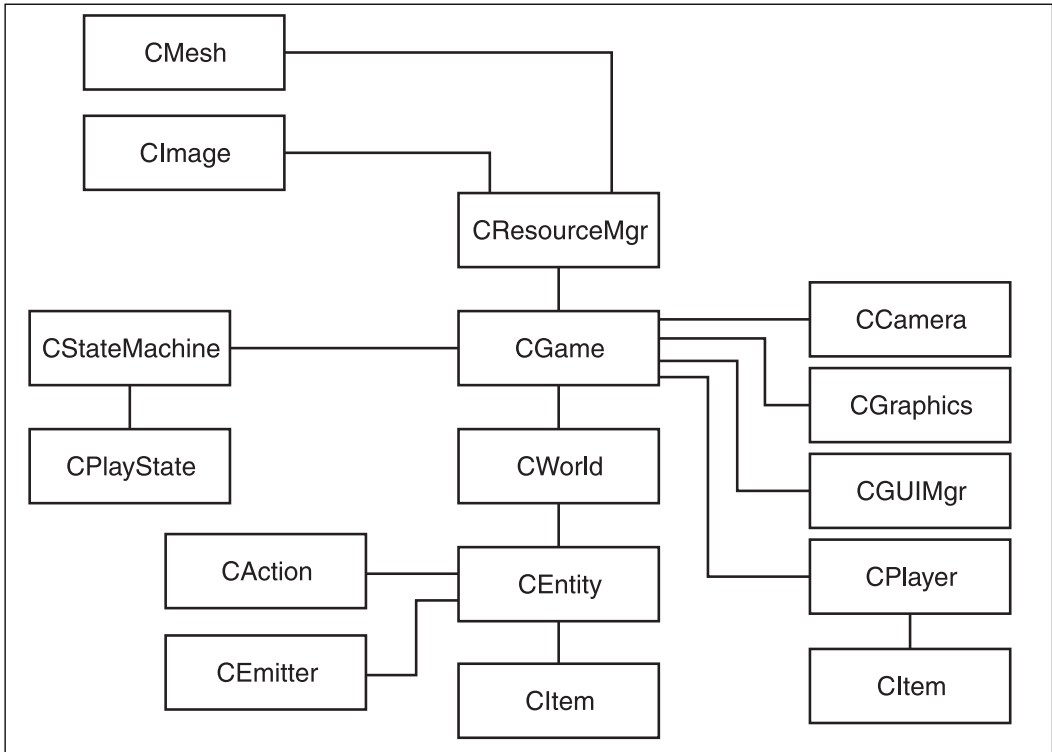 CMesh
CImage
CResourceMgr
CStateMachine
CGame
CCamera
CGraphics
CPlayState
CWorld
CGUIMgr
CAction
CEntity
CPlayer
CEmitter
CItem
CItem